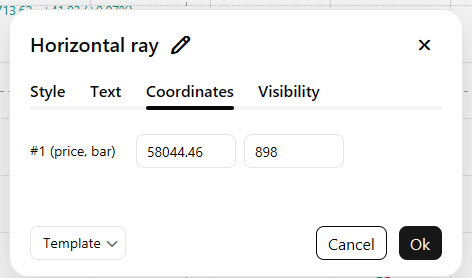 Horizontal ray
Style Text Coordinates Visibility
#1 (price, bar) 58044.46 898
Template Cancel Ok